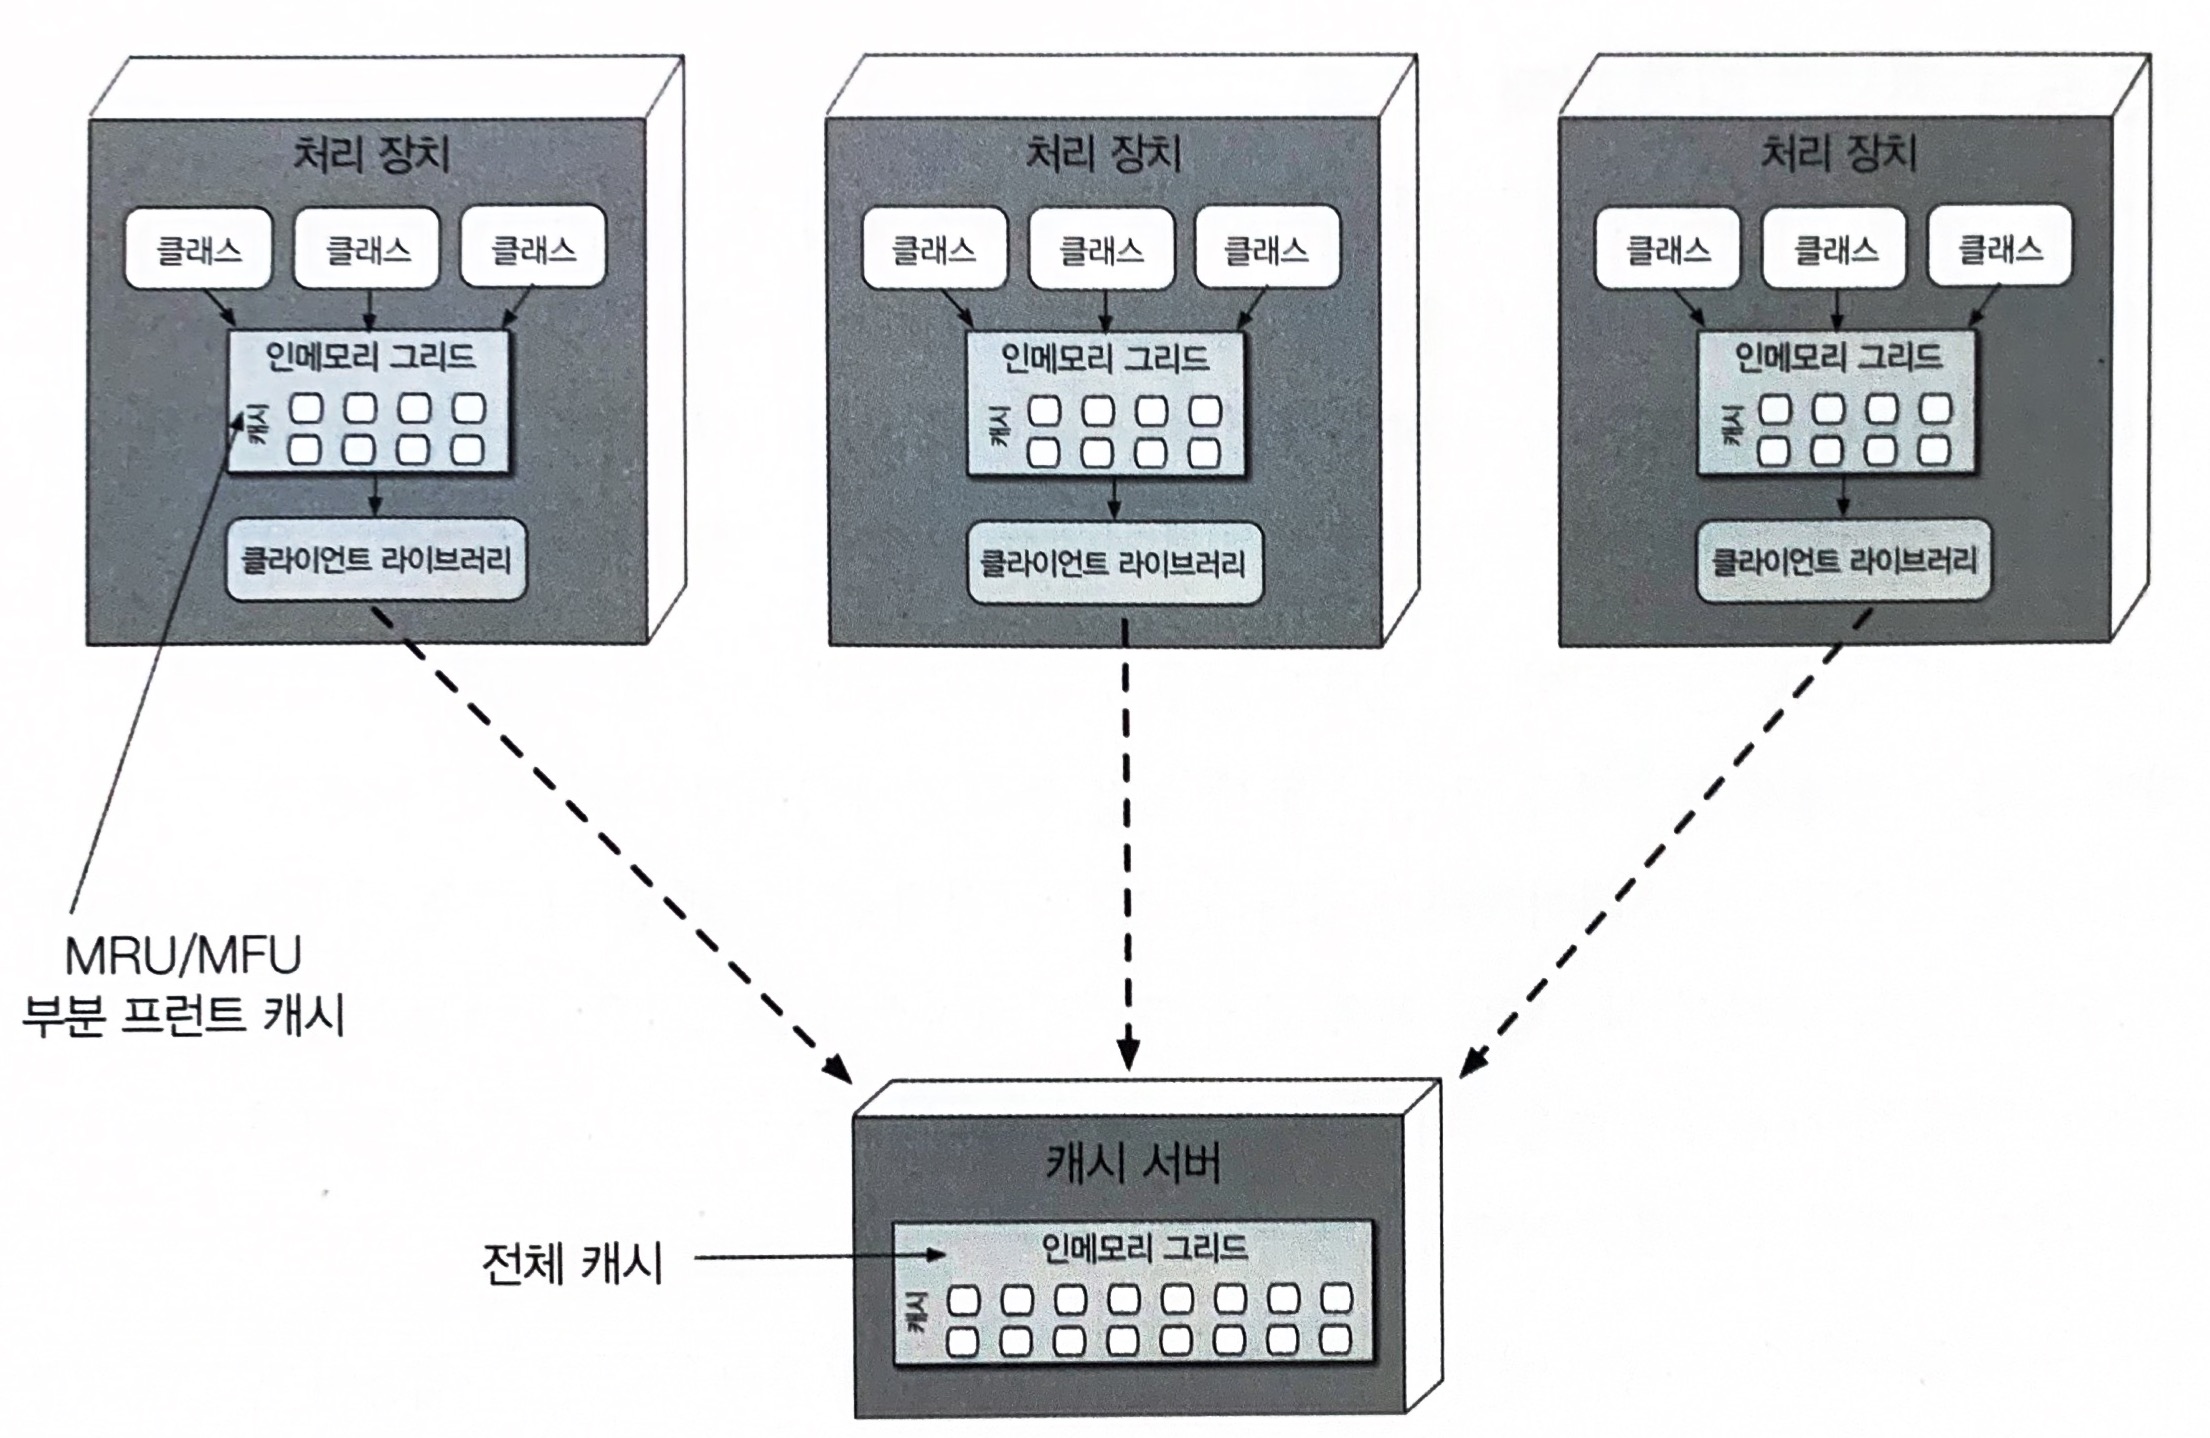 처리 장치
클래스 클래스 클래스
인메모리 그리드
캐시
클라이언트 라이브러리
처리 장치
클래스 클래스 클래스
인메모리 그리드
캐시
클라이언트 라이브러리
처리 장치
클래스 클래스 클래스
인메모리 그리드
캐시
클라이언트 라이브러리
MRU/MFU
부분 프런트 캐시
캐시 서버
전체 캐시
인메모리 그리드
캐시